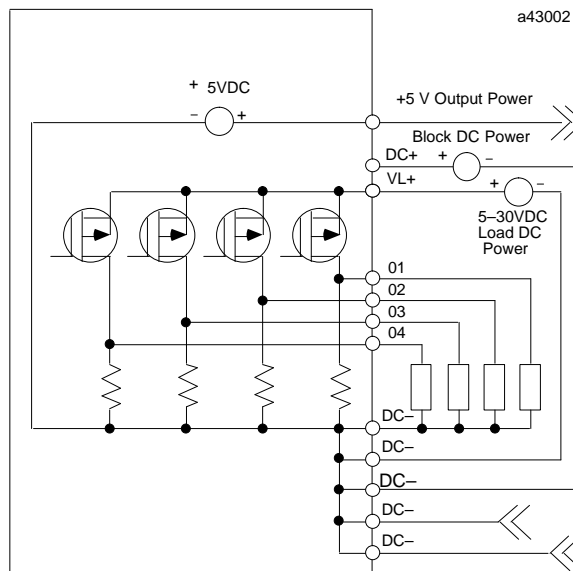 a43002
+ 5VDC
− +
+5 V Output Power
Block DC Power
DC+ + −
VL+
+ −
5–30VDC
Load DC
Power
01
02
03
04
DC–
DC–
DC–
DC–
DC–